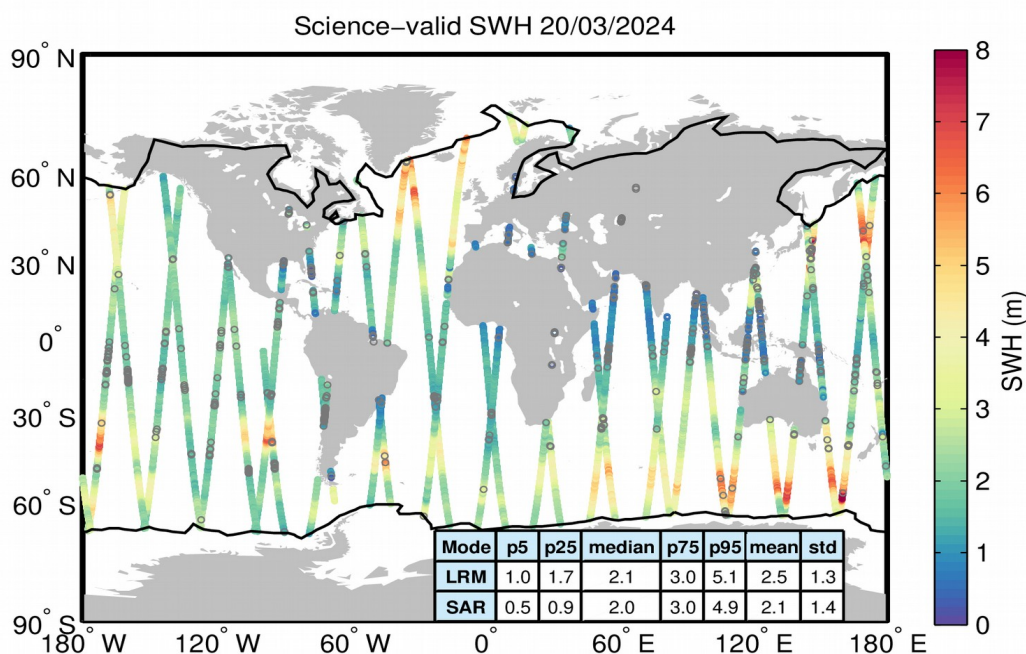 Science−valid SWH 20/03/2024
90° N
60° N
30° N
0°
30° S
60° S
90° S
180° W
120° W
60° W
0°
60° E
120° E
180° E
Mode p5 p25 median p75 p95 mean std
LRM 1.0 1.7 2.1 3.0 5.1 2.5 1.3
SAR 0.5 0.9 2.0 3.0 4.9 2.1 1.4
8
7
6
5
4
3
2
1
0
SWH (m)